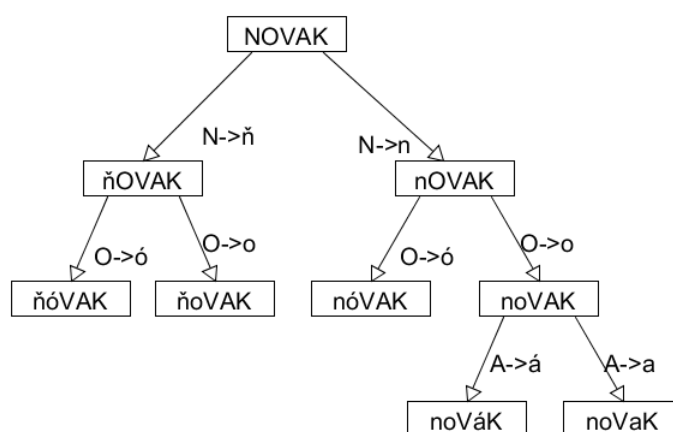 NOVAK
N->ň N->n
ňOVAK nOVAK
O->ó O->o O->ó O->o
ňóVAK ňoVAK nóVAK noVAK
A->á A->a
noVáK noVaK